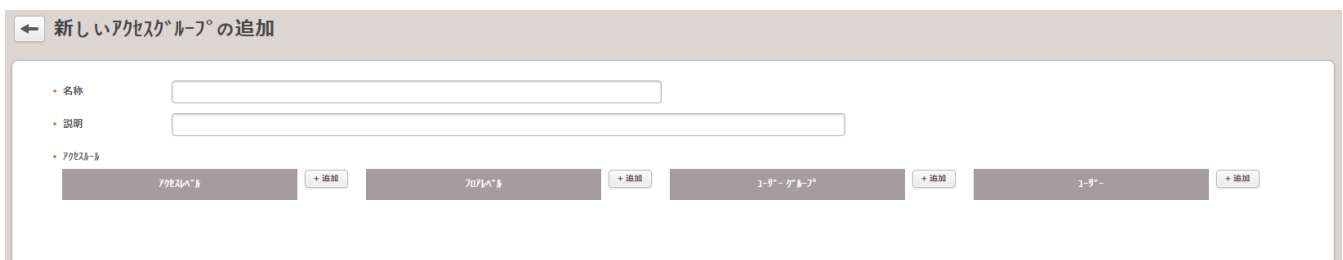 新しいｱｸｾｽｸﾞﾙｰﾌﾟの追加
• 名称
• 説明
• ｱｸｾｽﾙｰﾙ
ｱｸｾｽﾚﾍﾞﾙ + 追加 ﾌﾛｱﾚﾍﾞﾙ + 追加 ﾕｰｻﾞｰ ｸﾞﾙｰﾌﾟ + 追加 ﾕｰｻﾞｰ + 追加